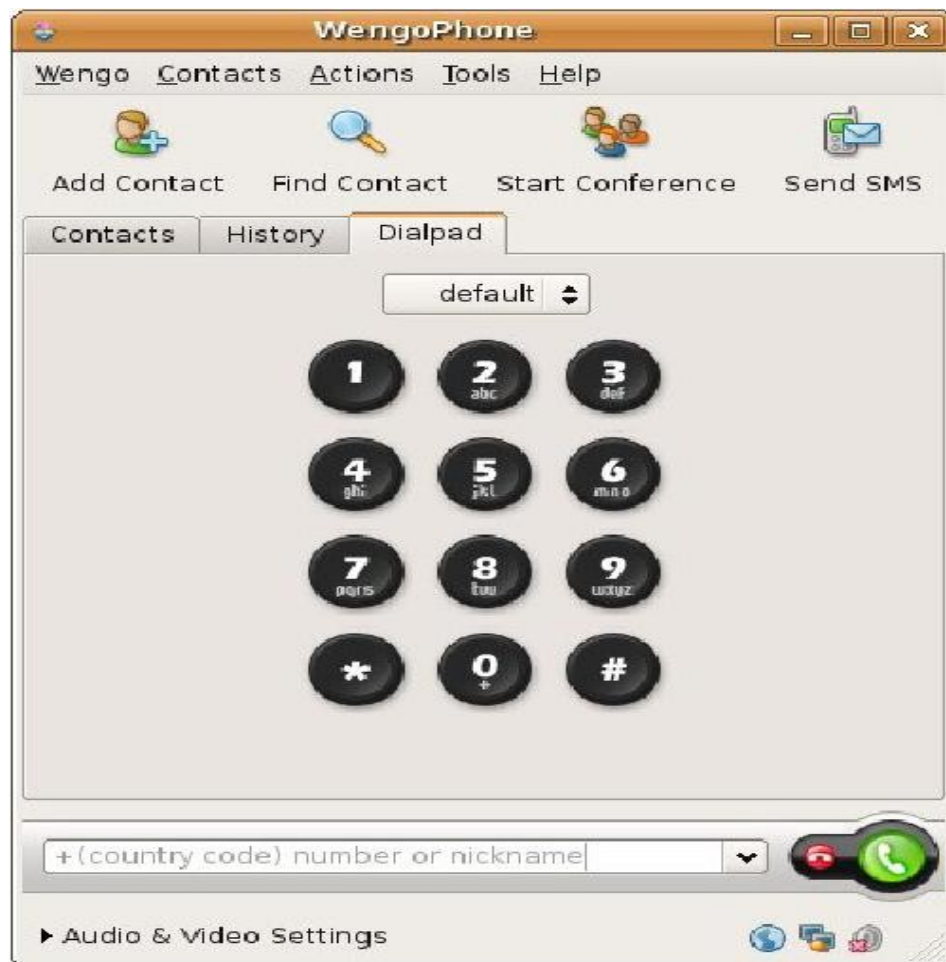 WengoPhone
Wengo Contacts Actions Tools Help
Add Contact Find Contact Start Conference Send SMS
Contacts History Dialpad
default
1 2 3
abc def
4 5 6
ghi jkl mno
7 8 9
pqrs tuv wxyz
* 0 #
+
+(country code) number or nickname
Audio & Video Settings